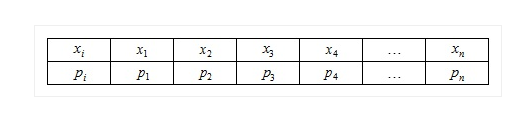 xᵢ x₁ x₂ x₃ x₄ ... xₙ
pᵢ p₁ p₂ p₃ p₄ ... pₙ